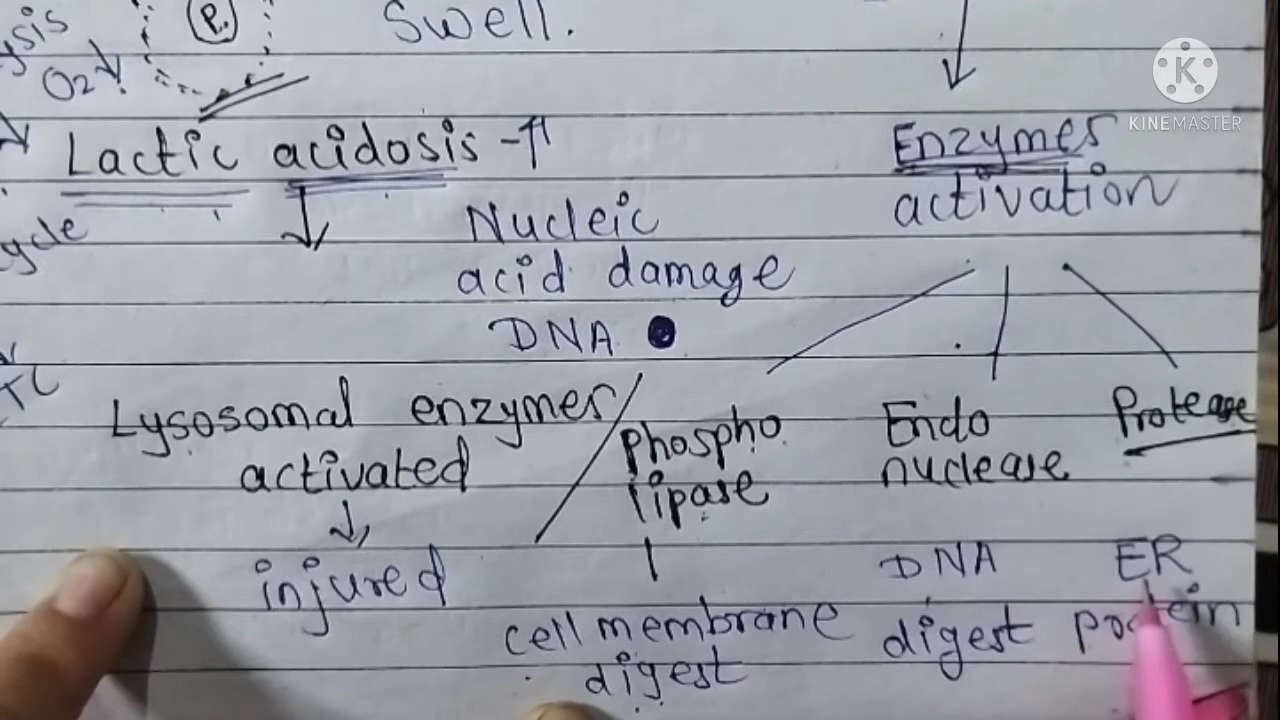 Swell.
O2
Lactic acidosis -
Enzymes
activation
Nucleic
acid damage
DNA
Lysosomal enzymes
activated
injured
phospho
lipase
cell membrane
digest
Endo
nuclease
DNA
digest
Protease
ER
protein
KINEMASTER